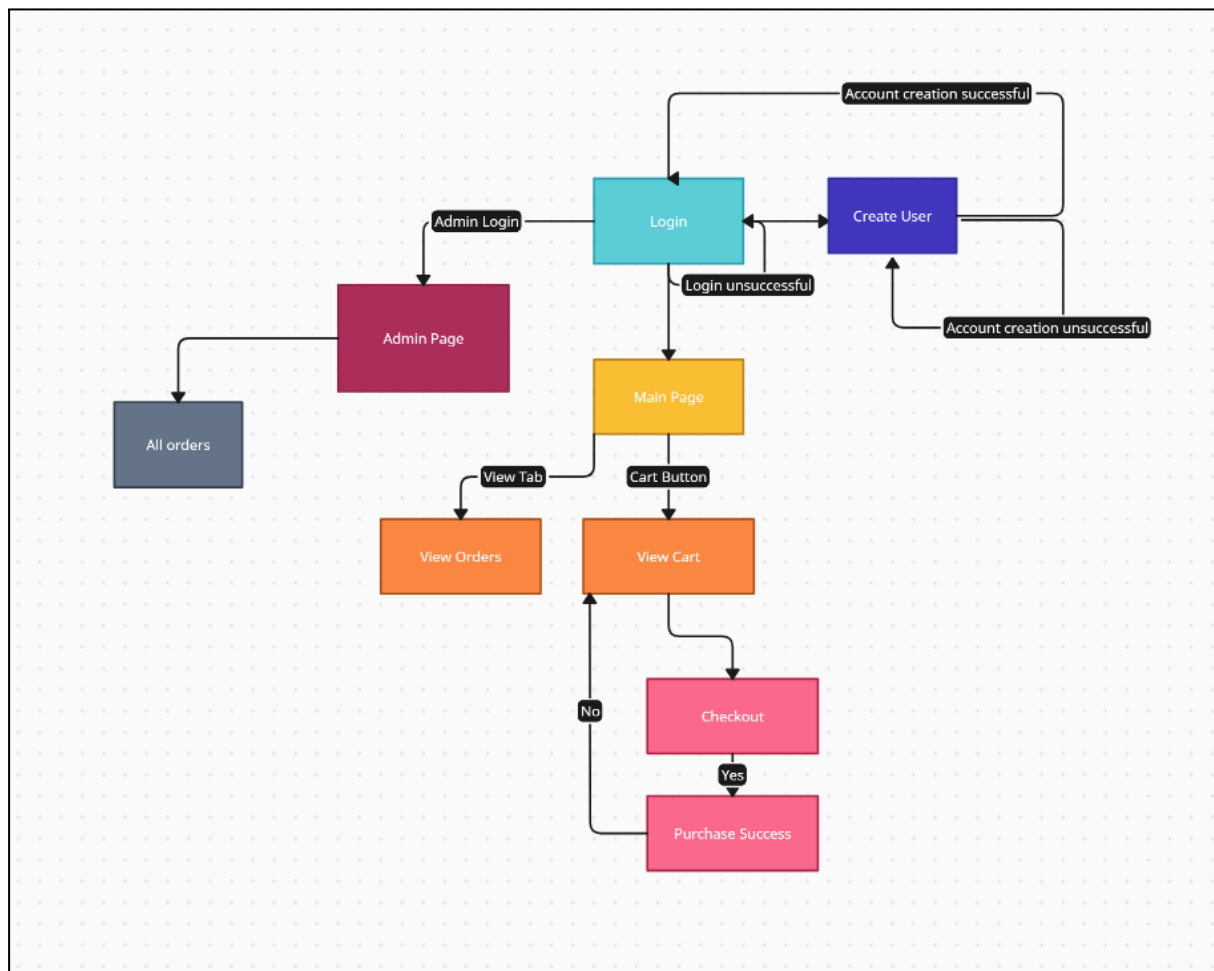 Account creation successful
Login
Create User
Admin Login
Login unsuccessful
Account creation unsuccessful
Admin Page
Main Page
All orders
View Tab
Cart Button
View Orders
View Cart
No
Checkout
Yes
Purchase Success